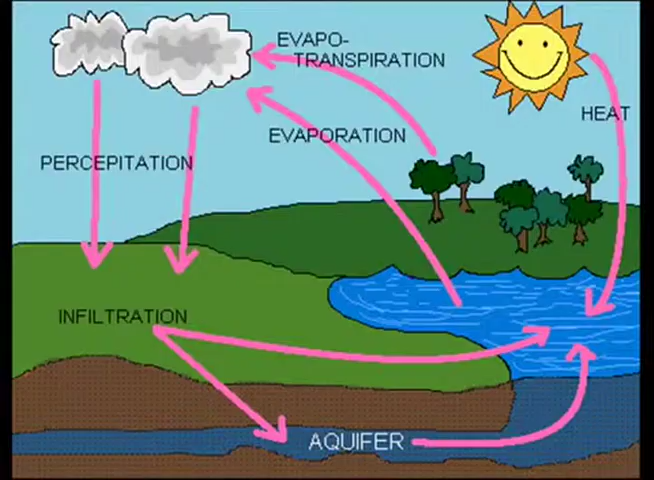 EVAPO-
TRANSPIRATION
HEAT
EVAPORATION
PERCEPITATION
INFILTRATION
AQUIFER